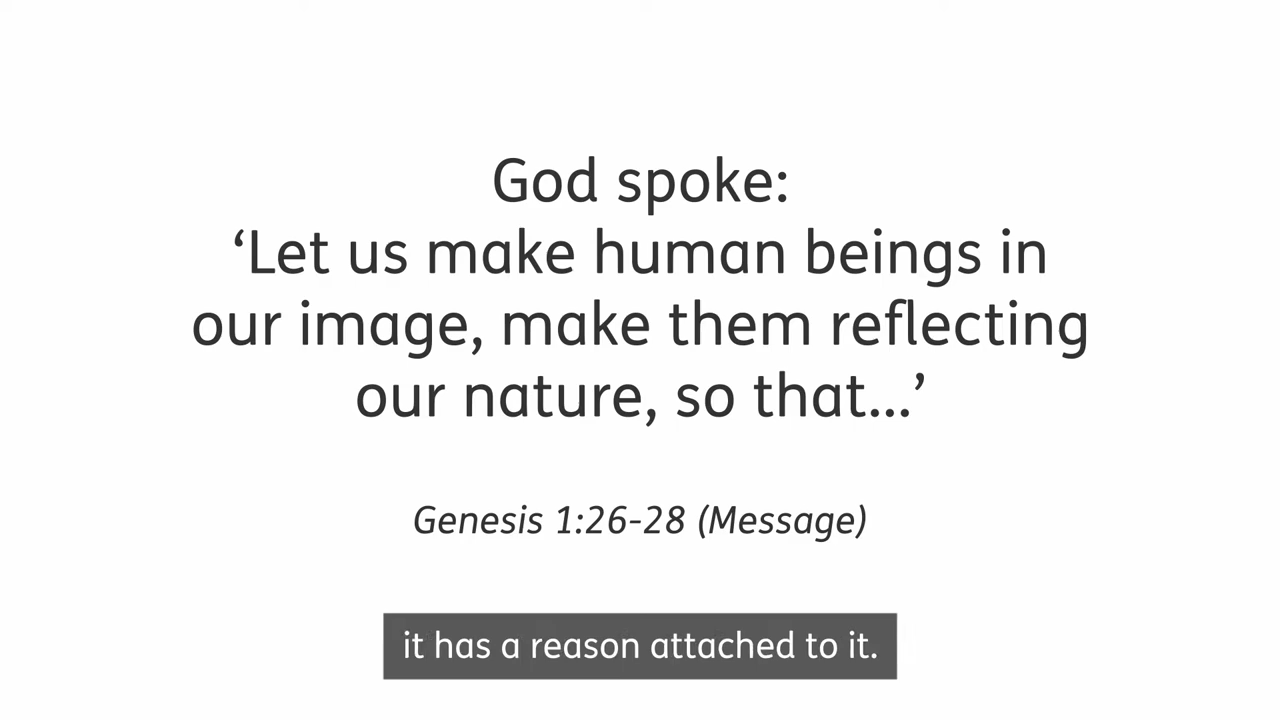 God spoke:
‘Let us make human beings in
our image, make them reflecting
our nature, so that...’
Genesis 1:26-28 (Message)
it has a reason attached to it.